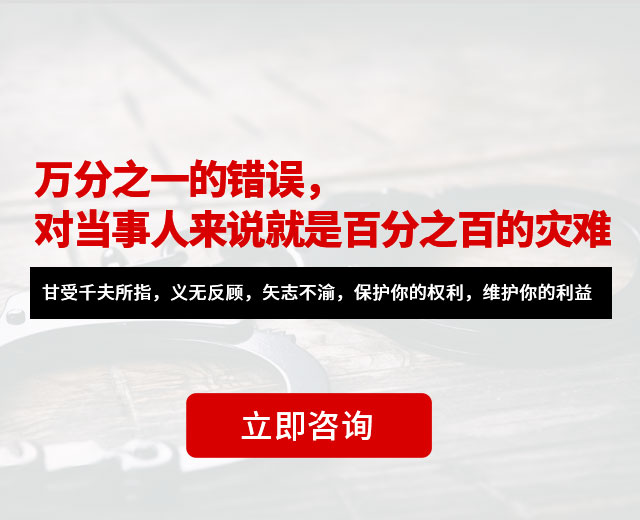 万分之一的错误，
对当事人来说就是百分之百的灾难
甘受千夫所指，义无反顾，矢志不渝，保护你的权利，维护你的利益
立即咨询